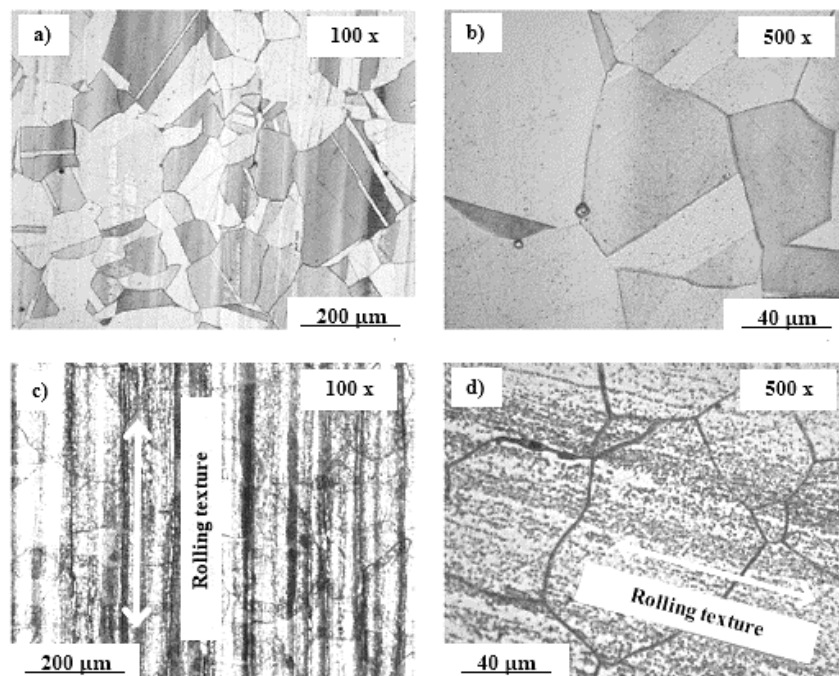 a)
100 x
200 µm
b)
500 x
40 µm
c)
100 x
Rolling texture
200 µm
d)
500 x
Rolling texture
40 µm